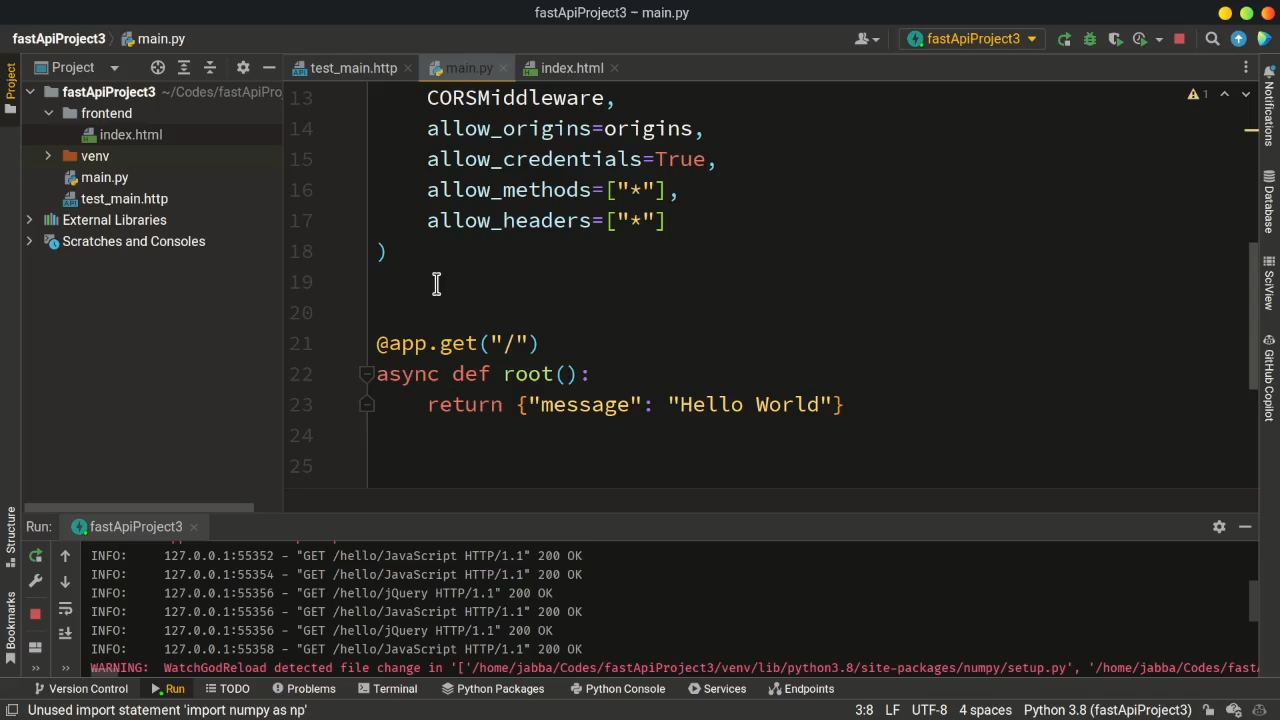 fastApiProject3 – main.py
fastApiProject3 main.py
fastApiProject3
Project
Project
test_main.http
main.py
index.html
fastApiProject3 ~/Codes/fastApiPro
frontend
index.html
venv
main.py
test_main.http
External Libraries
Scratches and Consoles
13 CORSMiddleware,
14 allow_origins=origins,
15 allow_credentials=True,
16 allow_methods=["*"],
17 allow_headers=["*"]
18 )
19
20
21 @app.get("/")
22 async def root():
23 return {"message": "Hello World"}
24
25
1
Notifications
Database
SciView
GitHub Copilot
Structure
Bookmarks
Run: fastApiProject3
INFO: 127.0.0.1:55352 - "GET /hello/JavaScript HTTP/1.1" 200 OK
INFO: 127.0.0.1:55354 - "GET /hello/JavaScript HTTP/1.1" 200 OK
INFO: 127.0.0.1:55356 - "GET /hello/jQuery HTTP/1.1" 200 OK
INFO: 127.0.0.1:55356 - "GET /hello/JavaScript HTTP/1.1" 200 OK
INFO: 127.0.0.1:55356 - "GET /hello/jQuery HTTP/1.1" 200 OK
INFO: 127.0.0.1:55358 - "GET /hello/JavaScript HTTP/1.1" 200 OK
WARNING: WatchGodReload detected file change in '['/home/jabba/Codes/fastApiProject3/venv/lib/python3.8/site-packages/numpy/setup.py', '/home/jabba/Codes/fastA
Version Control
Run
TODO
Problems
Terminal
Python Packages
Python Console
Services
Endpoints
Unused import statement 'import numpy as np'
3:8 LF UTF-8 4 spaces Python 3.8 (fastApiProject3)